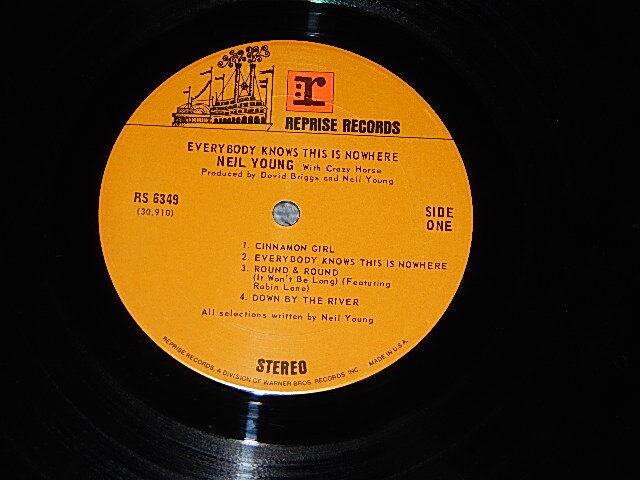 r
REPRISE RECORDS
EVERYBODY KNOWS THIS IS NOWHERE
NEIL YOUNG With Crazy Horse
Produced by David Briggs and Neil Young
RS 6349
(30,910)
SIDE
ONE
1. CINNAMON GIRL
2. EVERYBODY KNOWS THIS IS NOWHERE
3. ROUND & ROUND
(It Won't Be Long) (Featuring
Robin Lane)
4. DOWN BY THE RIVER
All selections written by Neil Young
STEREO
REPRISE RECORDS, A DIVISION OF WARNER BROS. RECORDS, INC. MADE IN U.S.A.